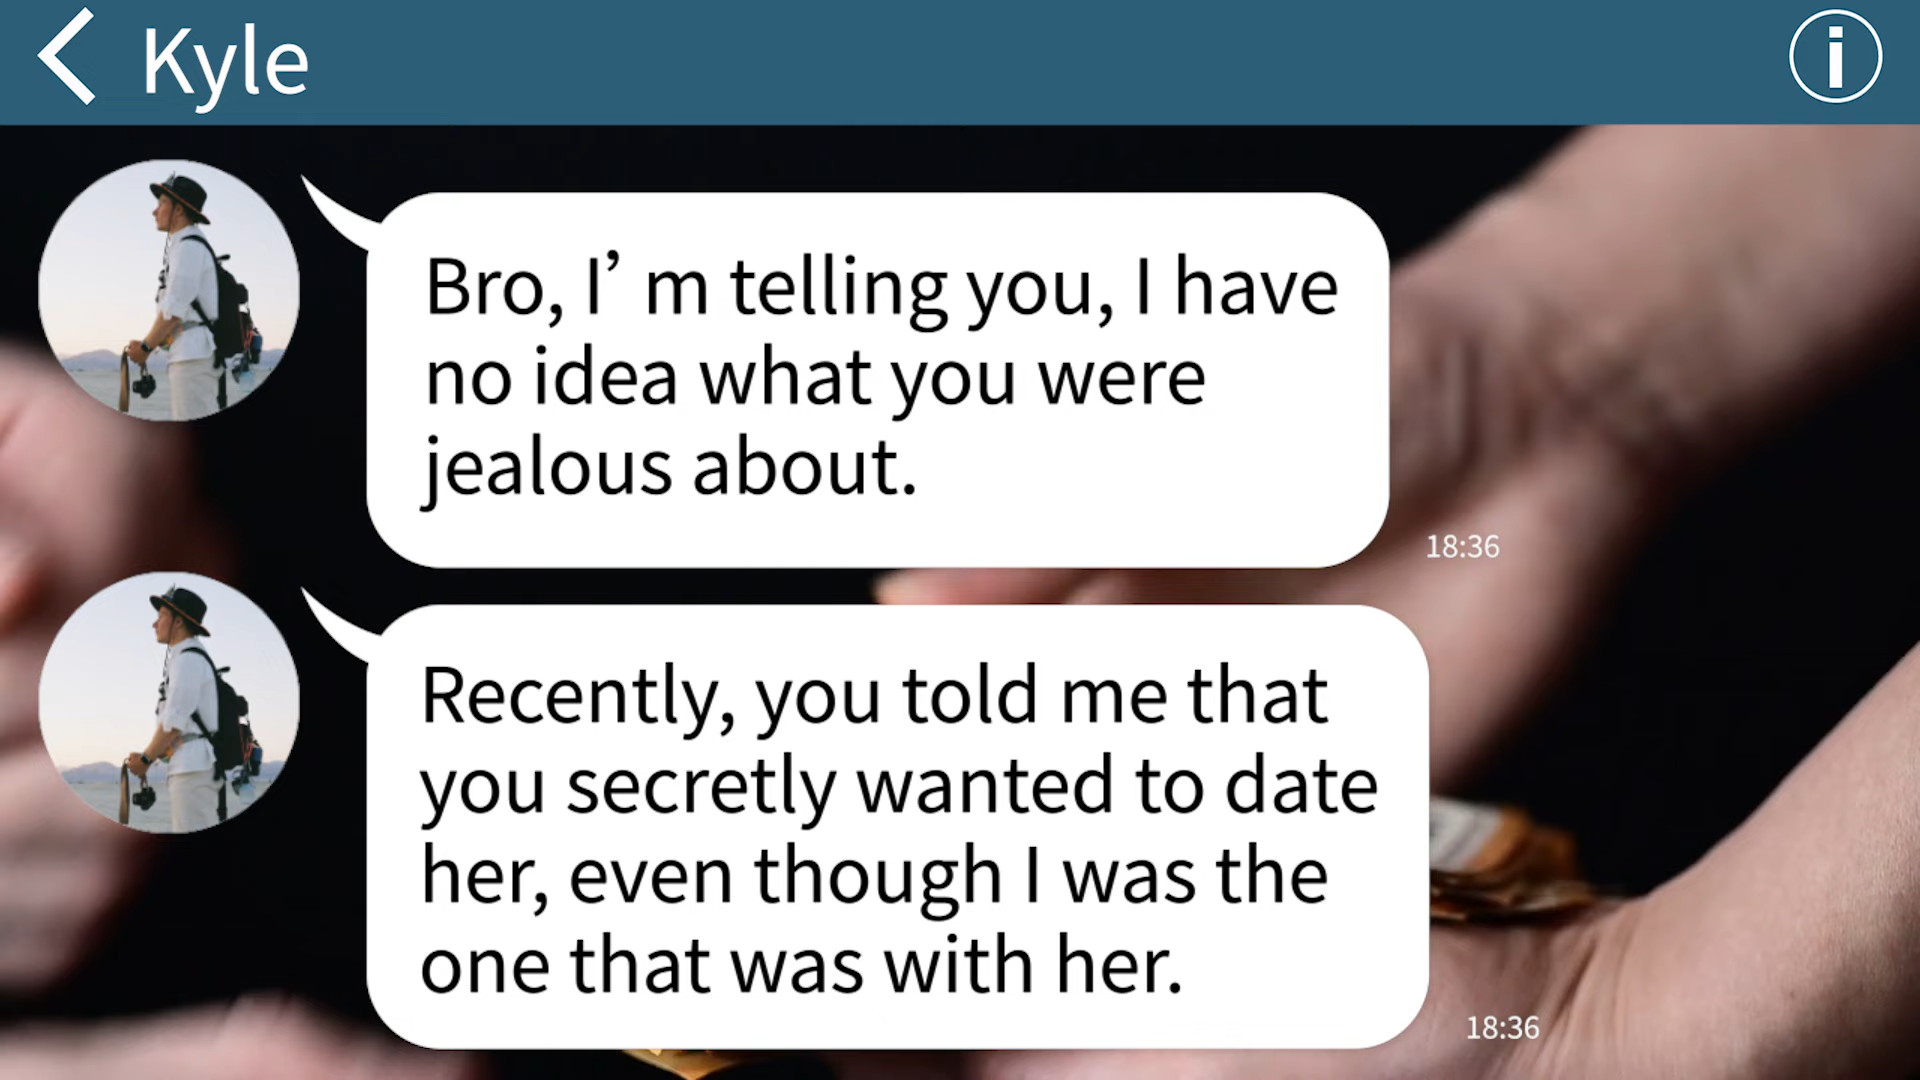 Kyle
Bro, I’m telling you, I have
no idea what you were
jealous about.
18:36
Recently, you told me that
you secretly wanted to date
her, even though I was the
one that was with her.
18:36